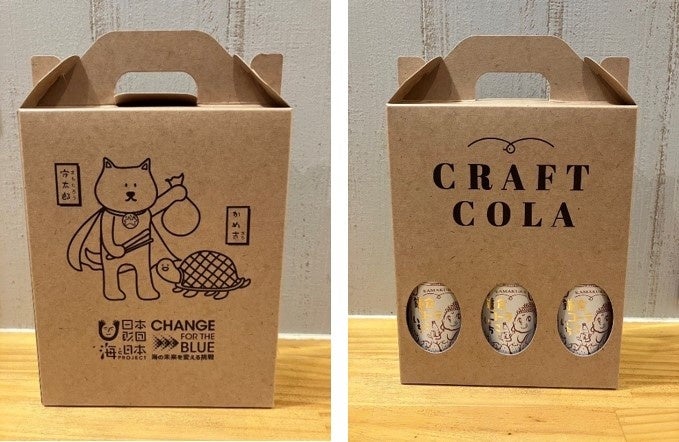 守太郎
かめ吉
日本
財団
海と日本
PROJECT
CHANGE
FOR THE
BLUE
海の未来を変える挑戦
CRAFT
COLA